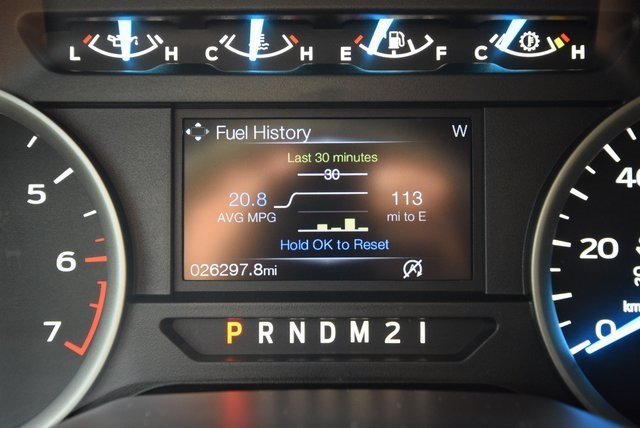 L H C H E F C H
Fuel History W
Last 30 minutes
30
20.8 113
AVG MPG mi to E
Hold OK to Reset
026297.8mi
P R N D M 2 1
5
6
7
40
20
0
km